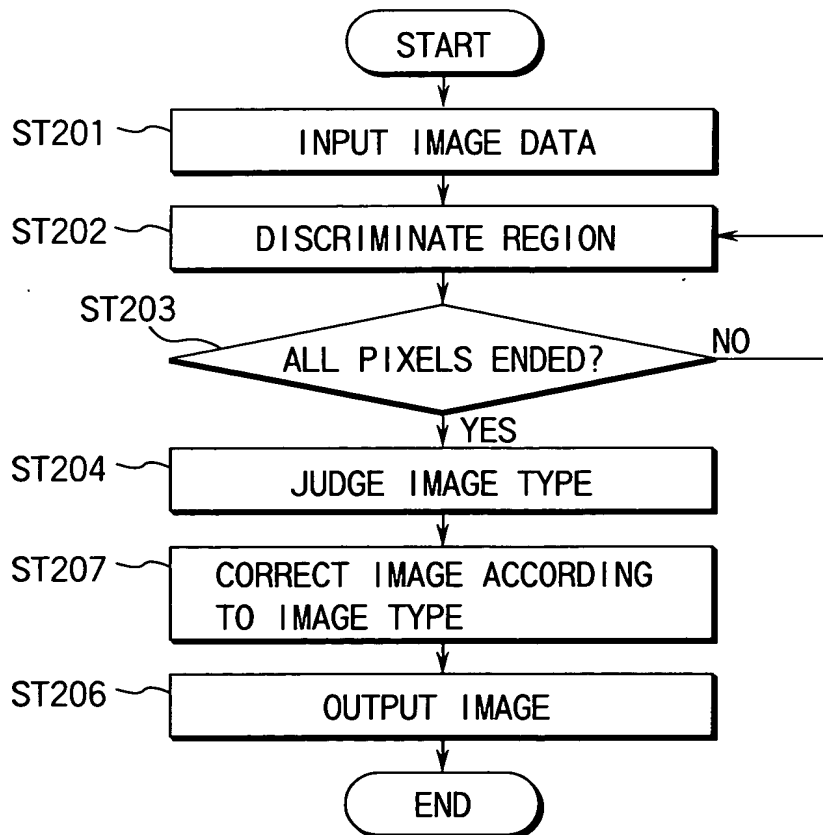 START
ST201
INPUT IMAGE DATA
ST202
DISCRIMINATE REGION
ST203
ALL PIXELS ENDED?
NO
YES
ST204
JUDGE IMAGE TYPE
ST207
CORRECT IMAGE ACCORDING
TO IMAGE TYPE
ST206
OUTPUT IMAGE
END